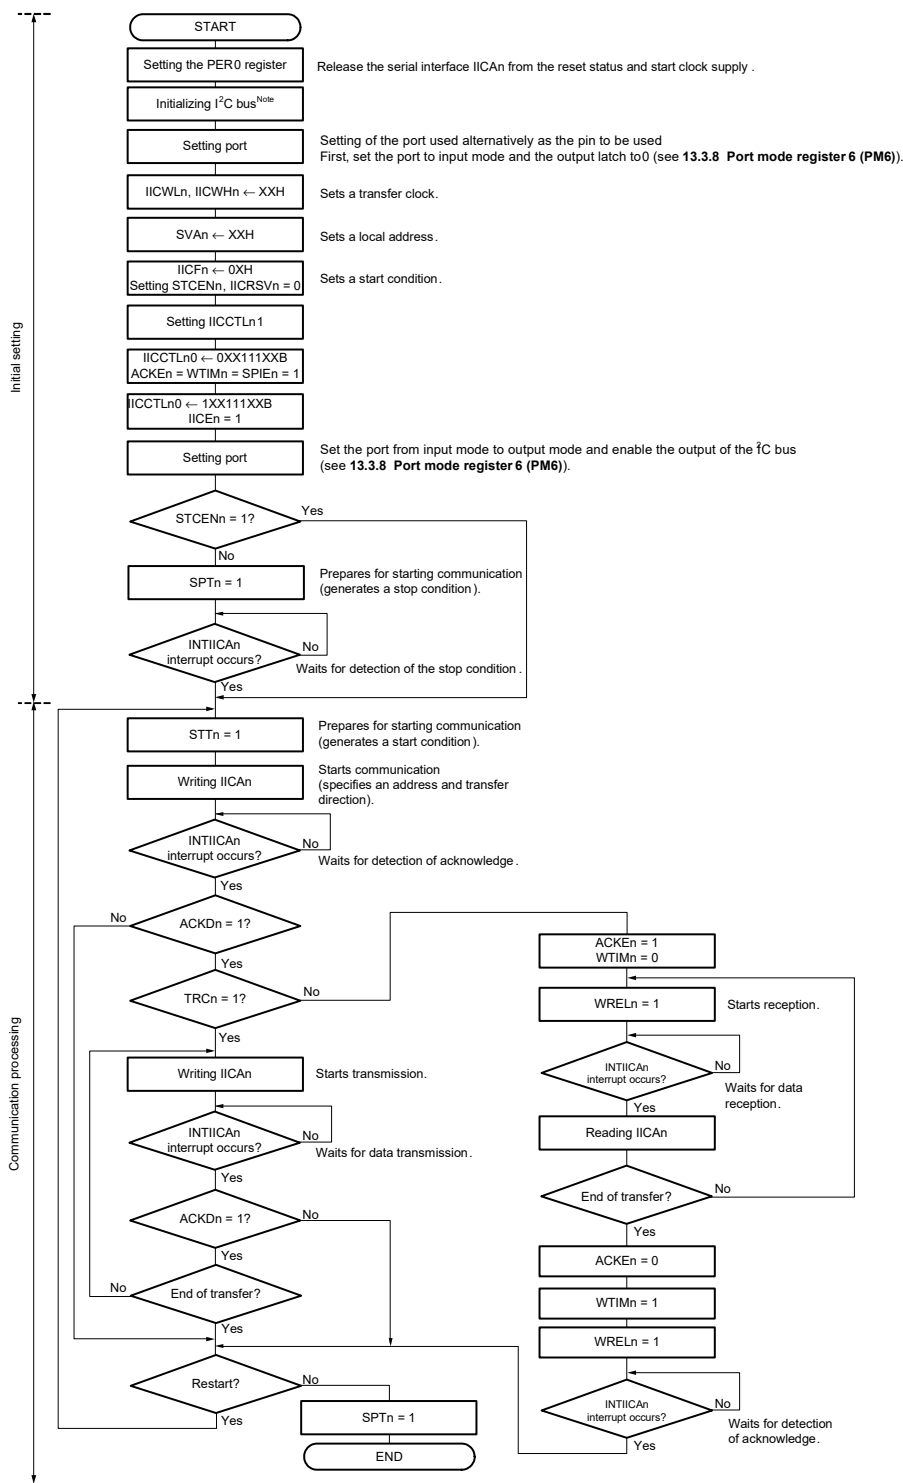 START
Setting the PER0 register
Release the serial interface IICAn from the reset status and start clock supply.
Initializing I²C bus^Note
Setting port
Setting of the port used alternatively as the pin to be used
First, set the port to input mode and the output latch to 0 (see 13.3.8 Port mode register 6 (PM6)).
IICWLn, IICWHn ← XXH
Sets a transfer clock.
SVAn ← XXH
Sets a local address.
IICFn ← 0XH
Setting STCENn, IICRSVn = 0
Sets a start condition.
Setting IICCTLn1
IICCTLn0 ← 0XX111XXB
ACKEn = WTIMn = SPIEn = 1
IICCTLn0 ← 1XX111XXB
IICEn = 1
Setting port
Set the port from input mode to output mode and enable the output of the I²C bus
(see 13.3.8 Port mode register 6 (PM6)).
STCENn = 1?
Yes
No
SPTn = 1
Prepares for starting communication
(generates a stop condition).
INTIICAn
interrupt occurs?
No
Waits for detection of the stop condition.
Yes
Initial setting
STTn = 1
Prepares for starting communication
(generates a start condition).
Writing IICAn
Starts communication
(specifies an address and transfer
direction).
INTIICAn
interrupt occurs?
No
Waits for detection of acknowledge.
Yes
ACKDn = 1?
No
Yes
TRCn = 1?
No
Yes
Writing IICAn
Starts transmission.
INTIICAn
interrupt occurs?
No
Waits for data transmission.
Yes
ACKDn = 1?
No
Yes
End of transfer?
No
Yes
Restart?
No
Yes
SPTn = 1
END
ACKEn = 1
WTIMn = 0
WRELn = 1
Starts reception.
INTIICAn
interrupt occurs?
No
Waits for data
reception.
Yes
Reading IICAn
End of transfer?
No
Yes
ACKEn = 0
WTIMn = 1
WRELn = 1
INTIICAn
interrupt occurs?
No
Waits for detection
of acknowledge.
Yes
Communication processing